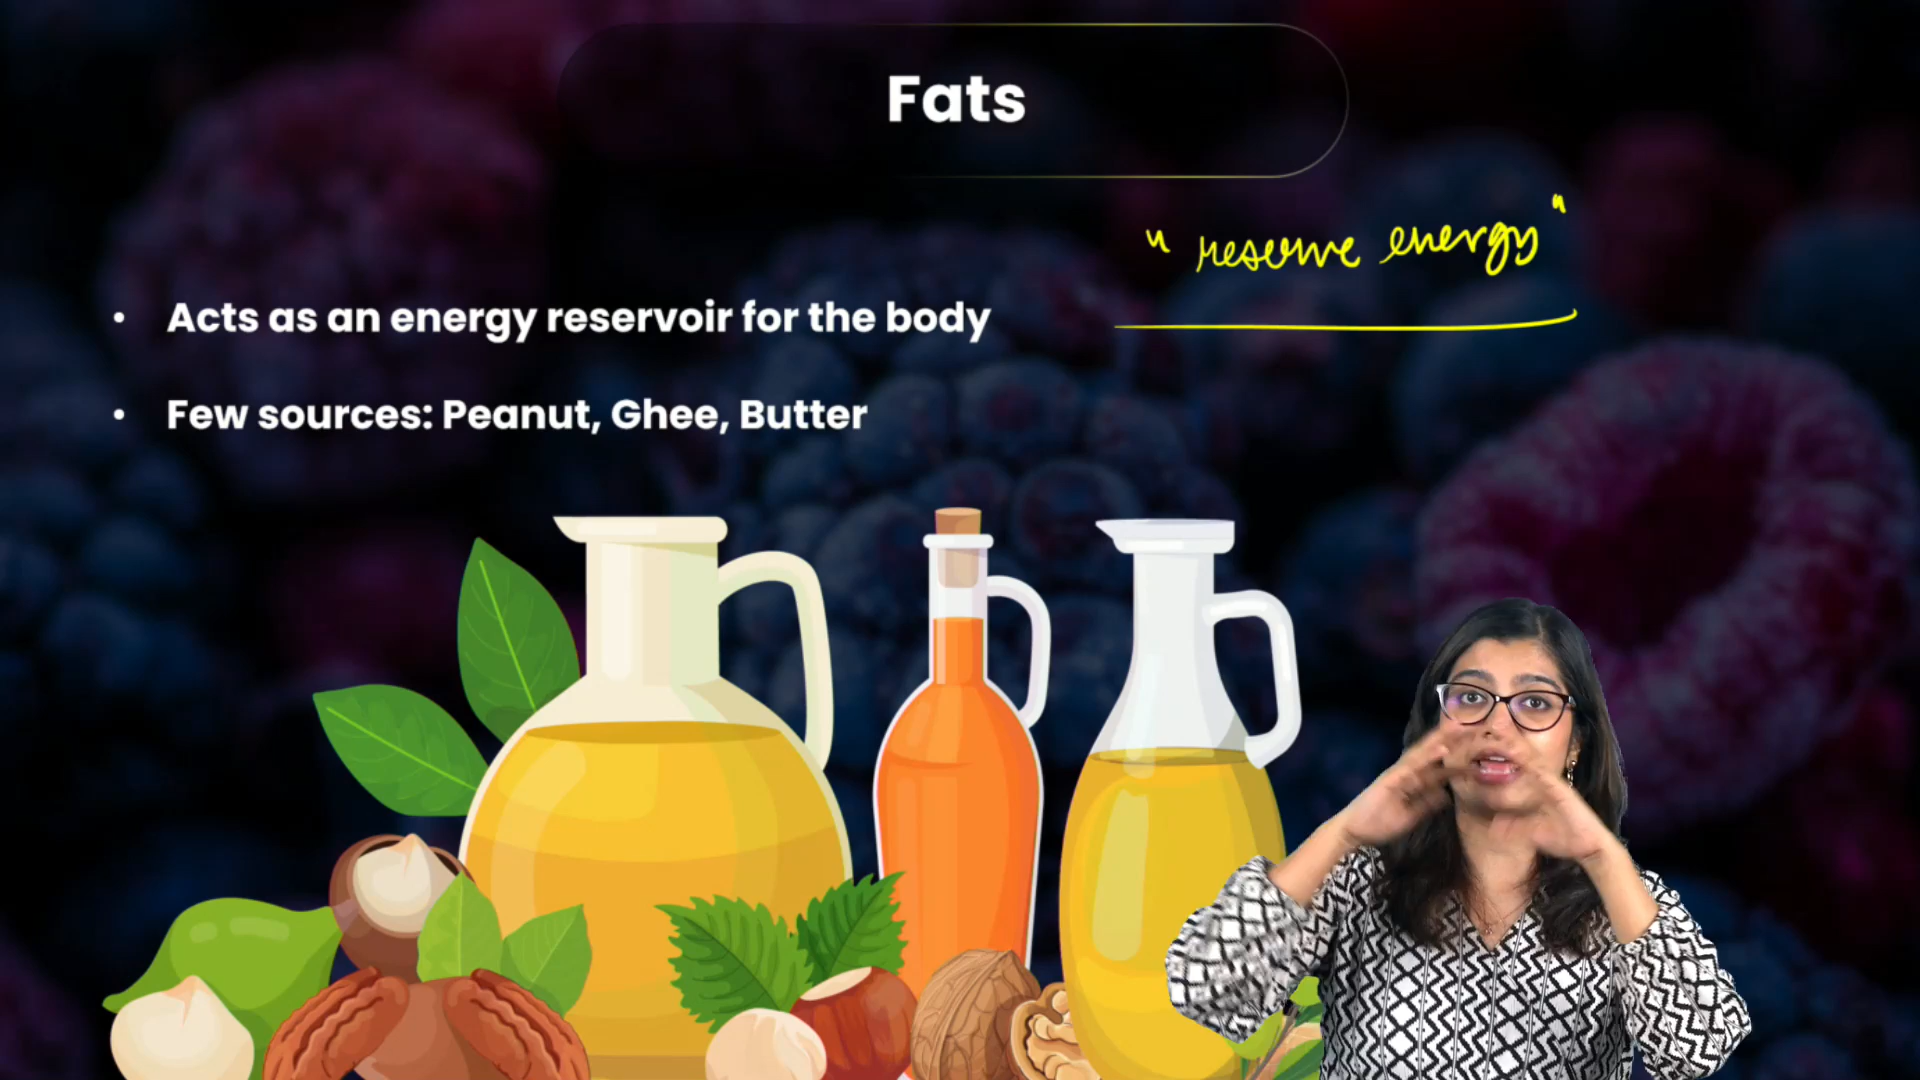 Fats
" reserve energy "
• Acts as an energy reservoir for the body
• Few sources: Peanut, Ghee, Butter